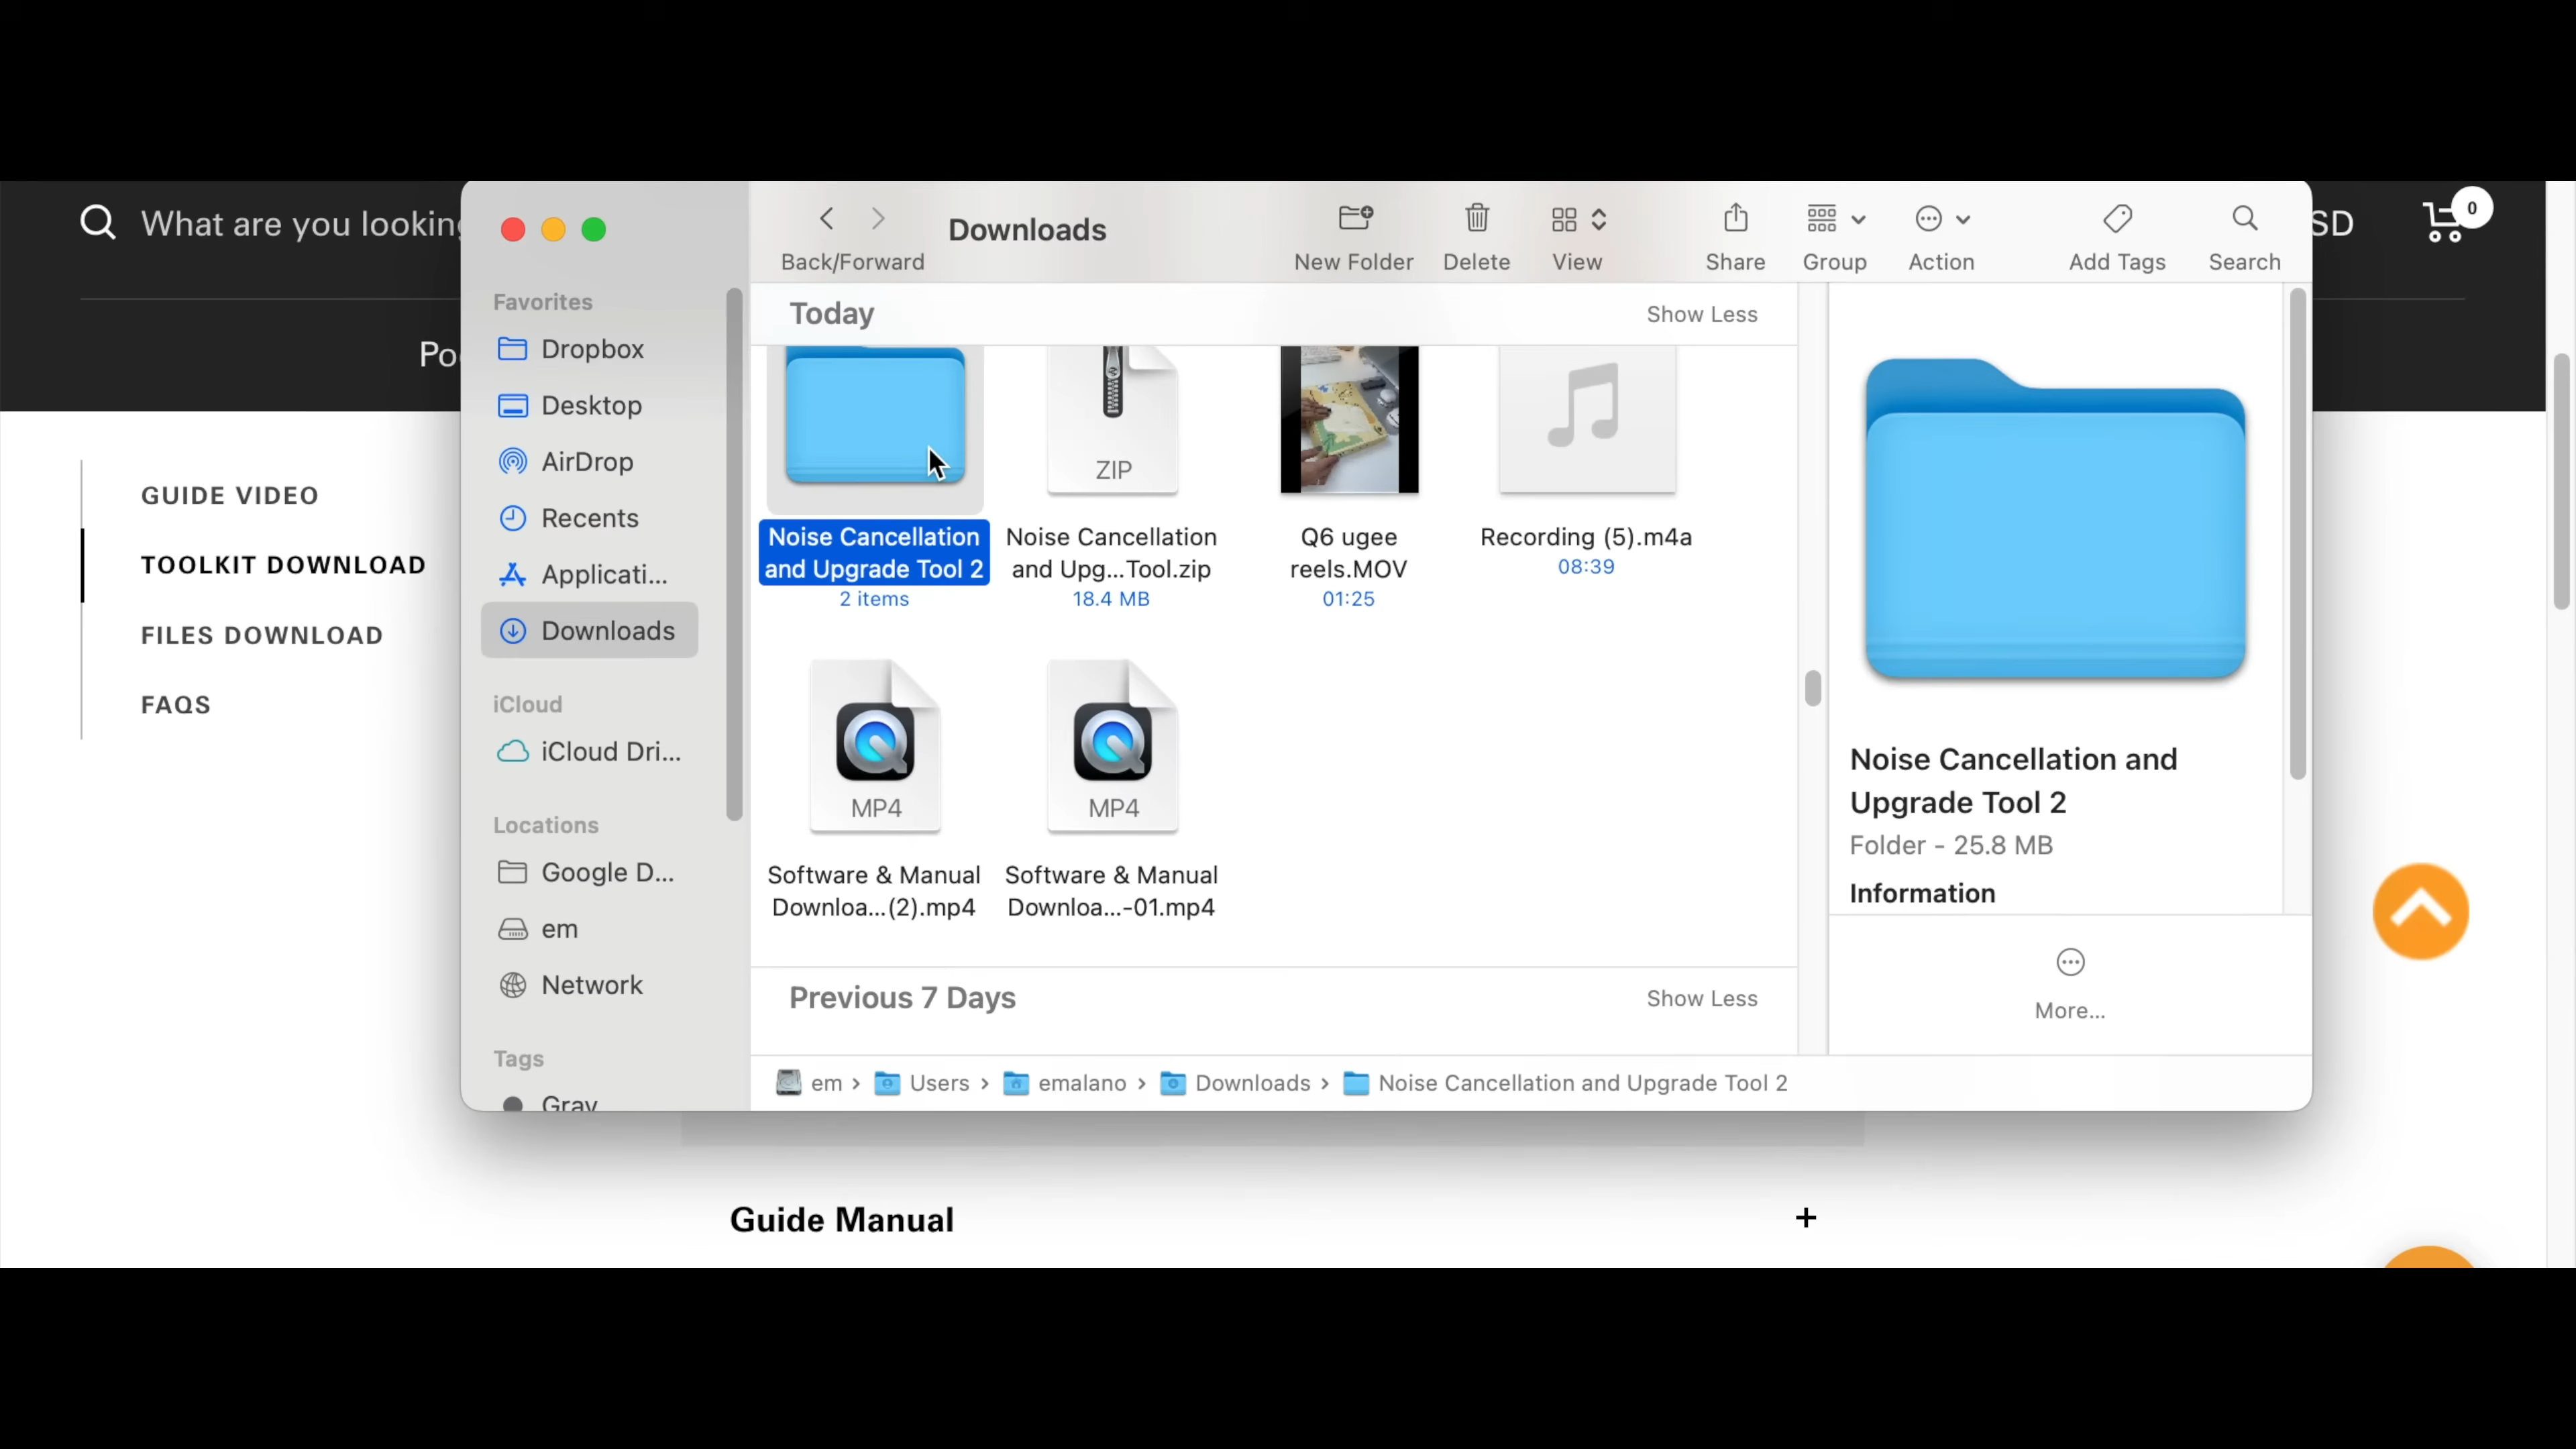 What are you looking
SD
0
Po
GUIDE VIDEO
TOOLKIT DOWNLOAD
FILES DOWNLOAD
FAQS
Favorites
Dropbox
Desktop
AirDrop
Recents
Applicati...
Downloads
iCloud
iCloud Dri...
Locations
Google D...
em
Network
Tags
Gray
Back/Forward
Downloads
New Folder
Delete
View
Share
Group
Action
Add Tags
Search
Today
Show Less
ZIP
Noise Cancellation
and Upgrade Tool 2
2 items
Noise Cancellation
and Upg...Tool.zip
18.4 MB
Q6 ugee
reels.MOV
01:25
Recording (5).m4a
08:39
MP4
MP4
Software & Manual
Downloa...(2).mp4
Software & Manual
Downloa...-01.mp4
Previous 7 Days
Show Less
Noise Cancellation and
Upgrade Tool 2
Folder - 25.8 MB
Information
More...
em › Users › emalano › Downloads › Noise Cancellation and Upgrade Tool 2
Guide Manual
+